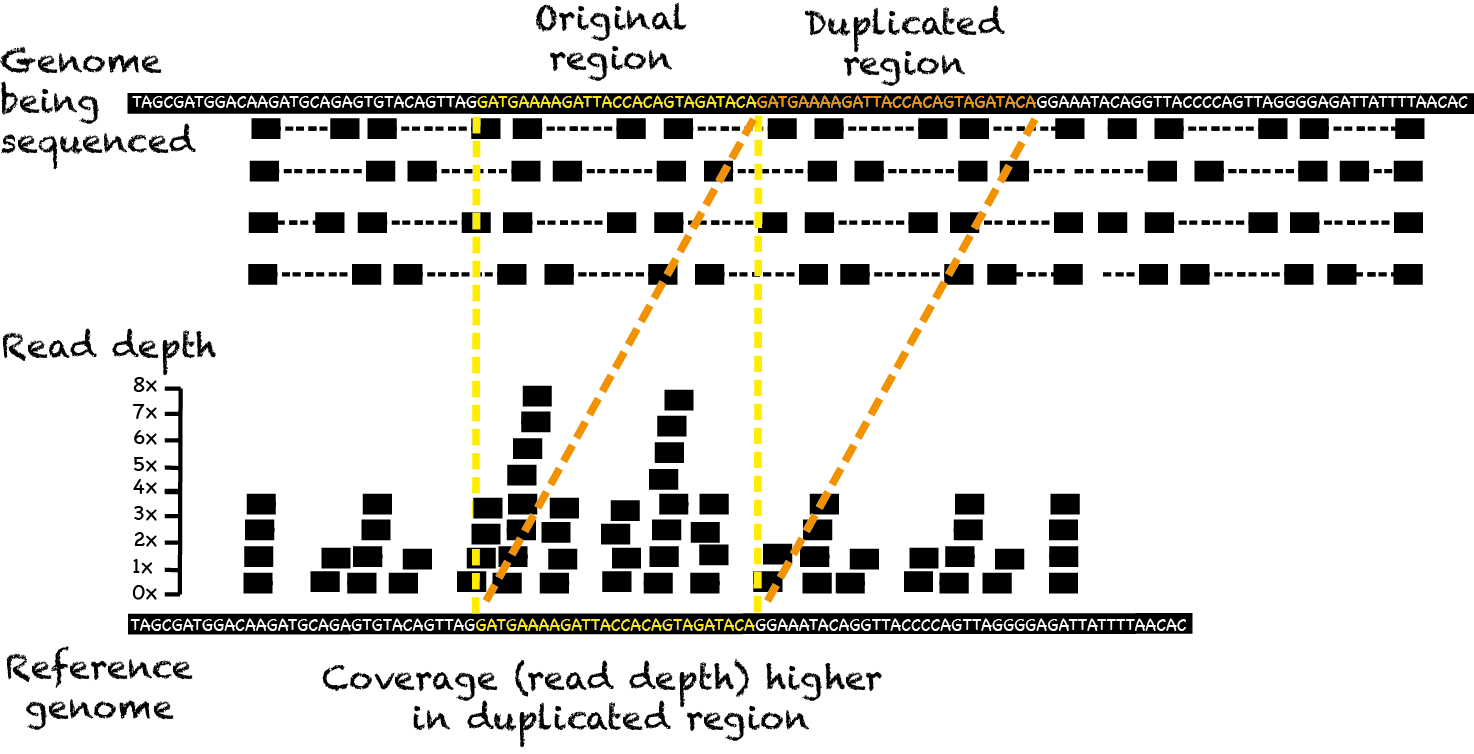 Original
region
Duplicated
region
Genome
being
sequenced
TAGCGATGGACAAGATGCAGAGTGTACAGTTAGGATGAAAAGATTACCACAGTAGATACAGATGAAAAGATTACCACAGTAGATACAGGAAATACAGGTTACCCCAGTTAGGGGAGATTATTTTAACAC
Read depth
8x
7x
6x
5x
4x
3x
2x
1x
0x
TAGCGATGGACAAGATGCAGAGTGTACAGTTAGGATGAAAAGATTACCACAGTAGATACAGGAAATACAGGTTACCCCAGTTAGGGGAGATTATTTTAACAC
Reference
genome
Coverage (read depth) higher
in duplicated region